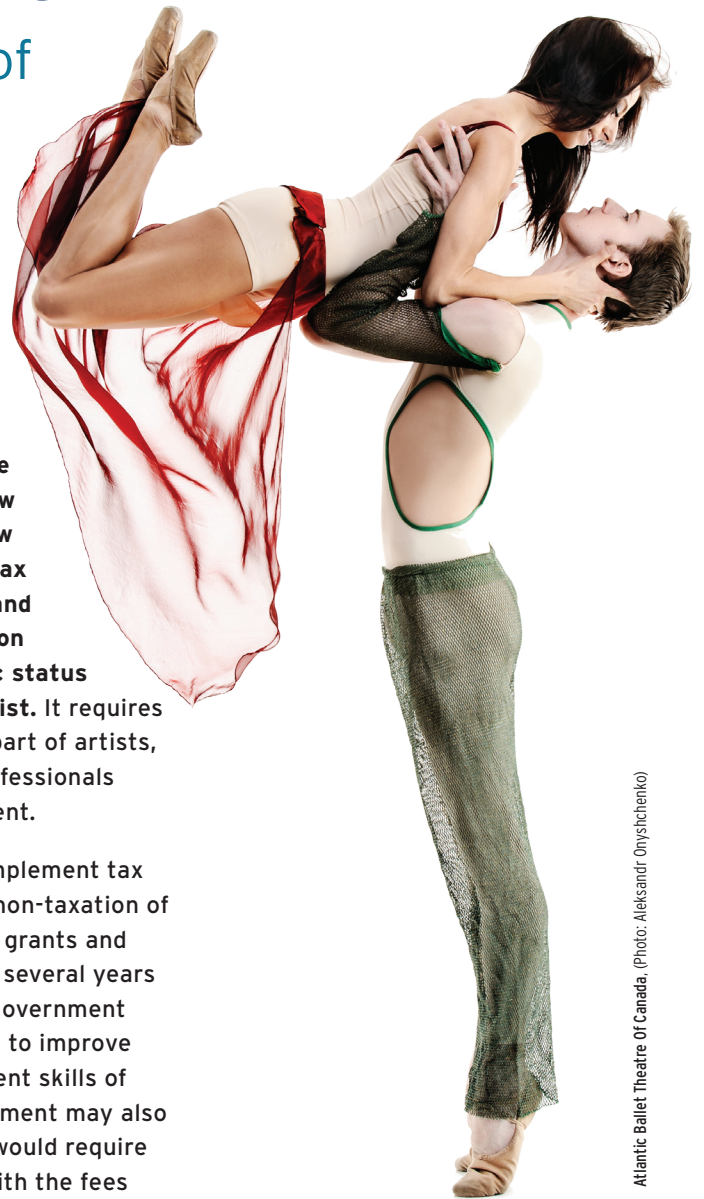 of
w
w
ax
and
on
status
ist. It requires
part of artists,
fessionals
ent.
mplement tax
non-taxation of
grants and
several years
overnment
to improve
ent skills of
ment may also
would require
ith the fees
Atlantic Ballet Theatre Of Canada, (Photo: Aleksandr Onyshchenko)